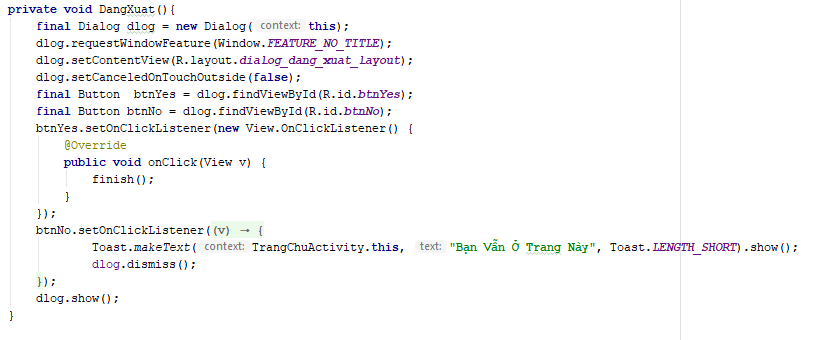 private void DangXuat(){
final Dialog dlog = new Dialog( context: this);
dlog.requestWindowFeature(Window.FEATURE_NO_TITLE);
dlog.setContentView(R.layout.dialog_dang_xuat_layout);
dlog.setCanceledOnTouchOutside(false);
final Button  btnYes = dlog.findViewById(R.id.btnYes);
final Button btnNo = dlog.findViewById(R.id.btnNo);
btnYes.setOnClickListener(new View.OnClickListener() {
@Override
public void onClick(View v) {
finish();
}
});
btnNo.setOnClickListener((v) → {
Toast.makeText( context: TrangChuActivity.this, text: "Bạn Vẫn Ở Trang Này", Toast.LENGTH_SHORT).show();
dlog.dismiss();
});
dlog.show();
}